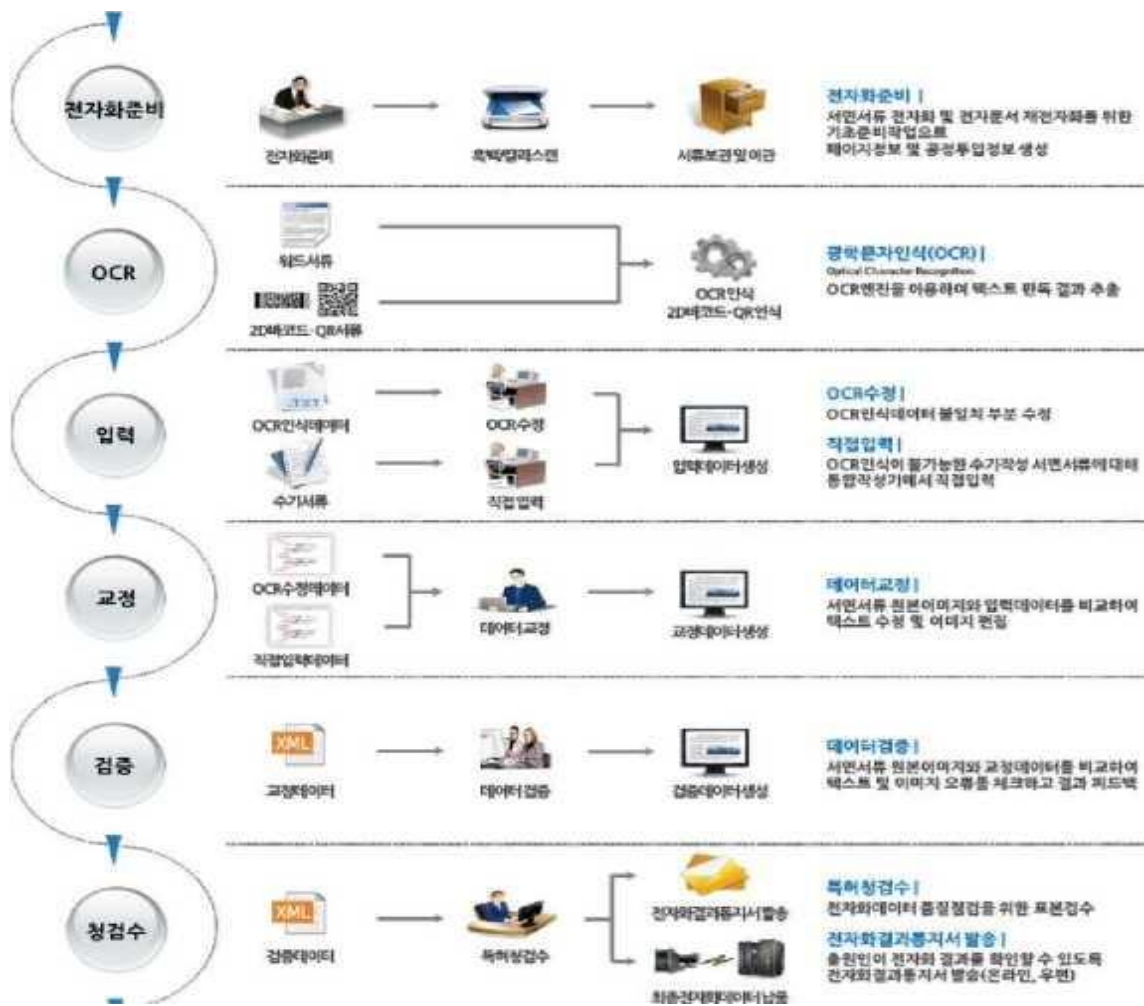 전자화준비
전자화준비
흑백/컬러스캔
서류보관 및 이관
전자화준비 |
서면서류 전자화 및 전자문서 재전자화를 위한
기초준비작업으로
페이지정보 및 공정투입정보 생성
OCR
워드서류
2D바코드·QR서류
OCR인식
2D바코드·QR인식
광학문자인식(OCR) |
Optical Character Recognition
OCR엔진을 이용하여 텍스트 판독 결과 추출
입력
.TXT
OCR인식데이터
OCR수정
수기서류
직접입력
입력데이터생성
OCR수정 |
OCR인식데이터 불일치 부분 수정
직접입력 |
OCR인식이 불가능한 수기작성 서면서류에 대해
통합작성기에서 직접입력
교정
OCR수정데이터
직접입력데이터
데이터교정
교정데이터생성
데이터교정 |
서면서류 원본이미지와 입력데이터를 비교하여
텍스트 수정 및 이미지 편집
검증
XML
교정데이터
데이터검증
검증데이터생성
데이터검증 |
서면서류 원본이미지와 교정데이터를 비교하여
텍스트 및 이미지 오류를 체크하고 결과 피드백
청검수
XML
검증데이터
특허청검수
전자화결과통지서 발송
최종전자화데이터 납품
특허청검수 |
전자화데이터 품질점검을 위한 표본검수
전자화결과통지서 발송 |
출원인이 전자화 결과를 확인할 수 있도록
전자화결과통지서 발송(온라인, 우편)